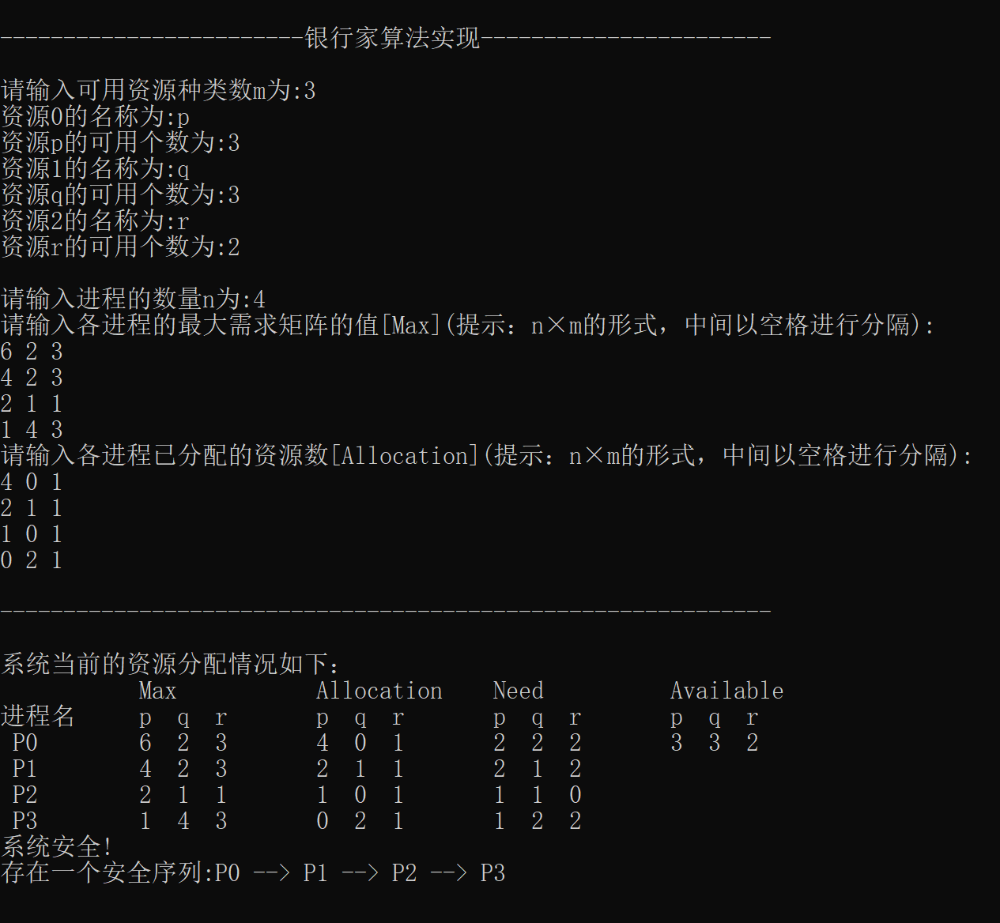 ------------------------银行家算法实现-----------------------
请输入可用资源种类数m为:3
资源0的名称为:p
资源p的可用个数为:3
资源1的名称为:q
资源q的可用个数为:3
资源2的名称为:r
资源r的可用个数为:2
请输入进程的数量n为:4
请输入各进程的最大需求矩阵的值[Max](提示：n×m的形式，中间以空格进行分隔):
6 2 3
4 2 3
2 1 1
1 4 3
请输入各进程已分配的资源数[Allocation](提示：n×m的形式，中间以空格进行分隔):
4 0 1
2 1 1
1 0 1
0 2 1
-------------------------------------------------------------
系统当前的资源分配情况如下：
Max Allocation Need Available
进程名 p q r p q r p q r p q r
P0 6 2 3 4 0 1 2 2 2 3 3 2
P1 4 2 3 2 1 1 2 1 2
P2 2 1 1 1 0 1 1 1 0
P3 1 4 3 0 2 1 1 2 2
系统安全!
存在一个安全序列:P0 --> P1 --> P2 --> P3